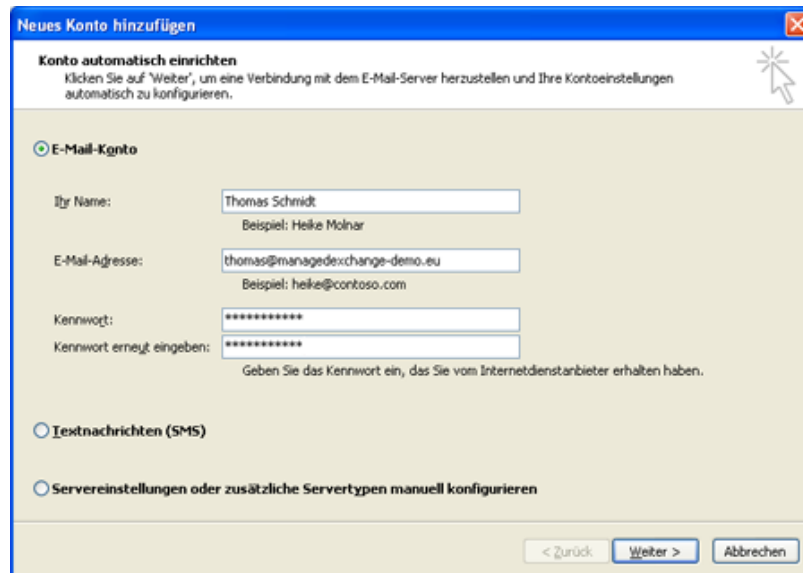 Neues Konto hinzufügen
Konto automatisch einrichten
Klicken Sie auf 'Weiter', um eine Verbindung mit dem E-Mail-Server herzustellen und Ihre Kontoeinstellungen
automatisch zu konfigurieren.
E-Mail-Konto
Ihr Name: Thomas Schmidt
Beispiel: Heike Molnar
E-Mail-Adresse: thomas@managedexchange-demo.eu
Beispiel: heike@contoso.com
Kennwort: ***********
Kennwort erneut eingeben: ***********
Geben Sie das Kennwort ein, das Sie vom Internetdienstanbieter erhalten haben.
Textnachrichten (SMS)
Servereinstellungen oder zusätzliche Servertypen manuell konfigurieren
< Zurück Weiter > Abbrechen